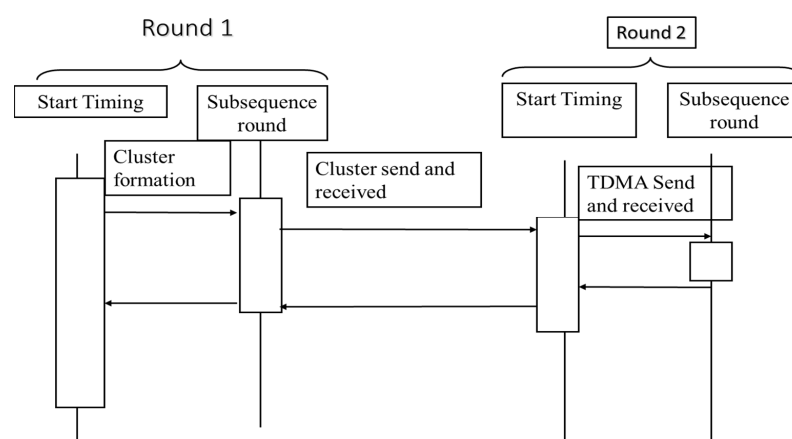 Round 1
Round 2
Start Timing
Subsequence
round
Start Timing
Subsequence
round
Cluster
formation
Cluster send and
received
TDMA Send
and received